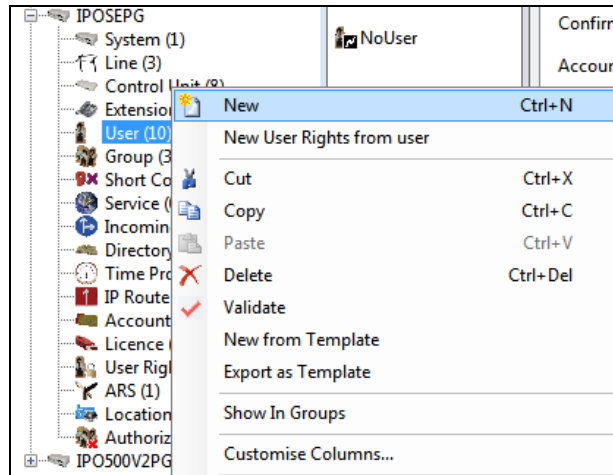 IPOSEPG
System (1)
Line (3)
Control Unit (8)
Extension
User (10)
Group (3
Short Co
Service (
Incomin
Directory
Time Pro
IP Route
Account
Licence (
User Rig
ARS (1)
Location
Authoriz
IPO500V2PG
NoUser
Confirm
Accour
New Ctrl+N
New User Rights from user
Cut Ctrl+X
Copy Ctrl+C
Paste Ctrl+V
Delete Ctrl+Del
Validate
New from Template
Export as Template
Show In Groups
Customise Columns...